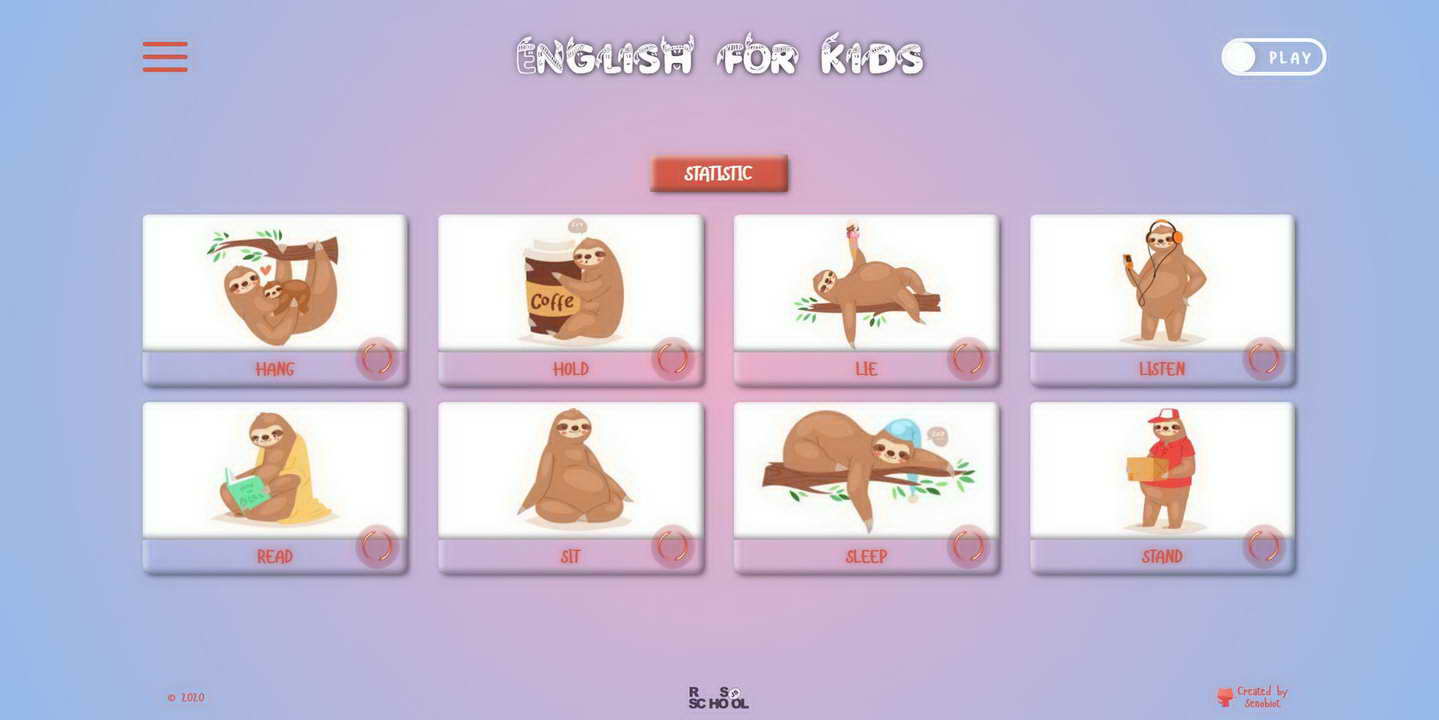 ENGLISH FOR KIDS
PLAY
STATISTIC
Coffe
HANG
HOLD
LIE
LISTEN
READ
SIT
SLEEP
STAND
© 2020
RS
SCHOOL
Created by
Senobiot